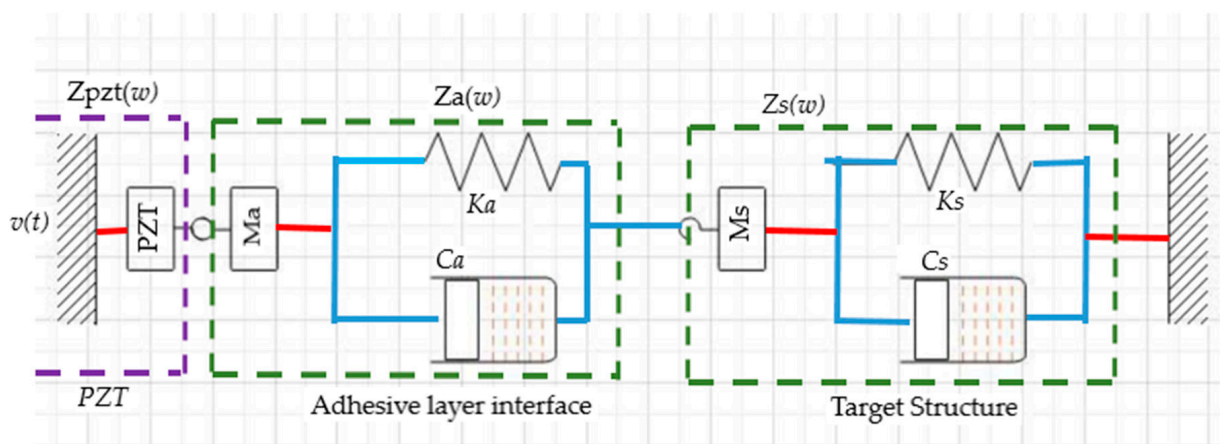 Zpzt(w)
Za(w)
Zs(w)
v(t)
PZT
Ma
Ka
Ca
Ms
Ks
Cs
PZT
Adhesive layer interface
Target Structure